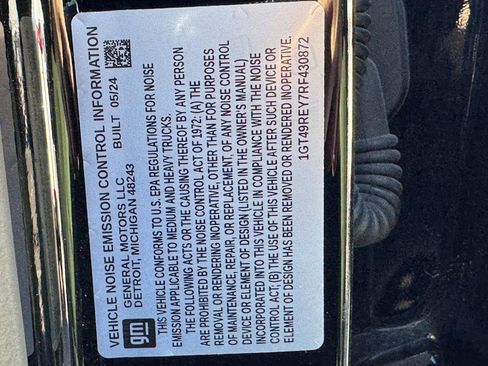 VEHICLE NOISE EMISSION CONTROL INFORMATION
gm
GENERAL MOTORS LLC BUILT 05/24
DETROIT, MICHIGAN 48243
THIS VEHICLE CONFORMS TO U.S. EPA REGULATIONS FOR NOISE
EMISSION APPLICABLE TO MEDIUM AND HEAVY TRUCKS.
THE FOLLOWING ACTS OR THE CAUSING THEREOF BY ANY PERSON
ARE PROHIBITED BY THE NOISE CONTROL ACT OF 1972: (A) THE
REMOVAL OR RENDERING INOPERATIVE, OTHER THAN FOR PURPOSES
OF MAINTENANCE, REPAIR, OR REPLACEMENT, OF ANY NOISE CONTROL
DEVICE OR ELEMENT OF DESIGN (LISTED IN THE OWNER'S MANUAL)
INCORPORATED INTO THIS VEHICLE IN COMPLIANCE WITH THE NOISE
CONTROL ACT; (B) THE USE OF THIS VEHICLE AFTER SUCH DEVICE OR
ELEMENT OF DESIGN HAS BEEN REMOVED OR RENDERED INOPERATIVE.
1GT49REY7RF430872